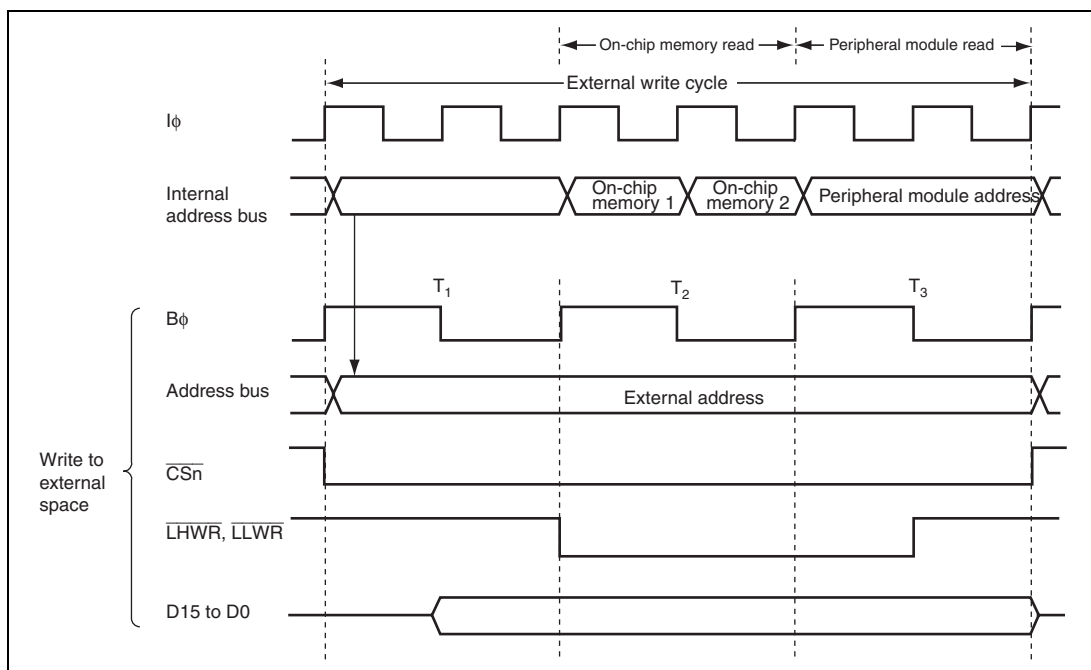 On-chip memory read
Peripheral module read
External write cycle
Iϕ
Internal
address bus
On-chip
memory 1
On-chip
memory 2
Peripheral module address
T1
T2
T3
Bϕ
Address bus
External address
Write to
external
space
CSn
LHWR, LLWR
D15 to D0